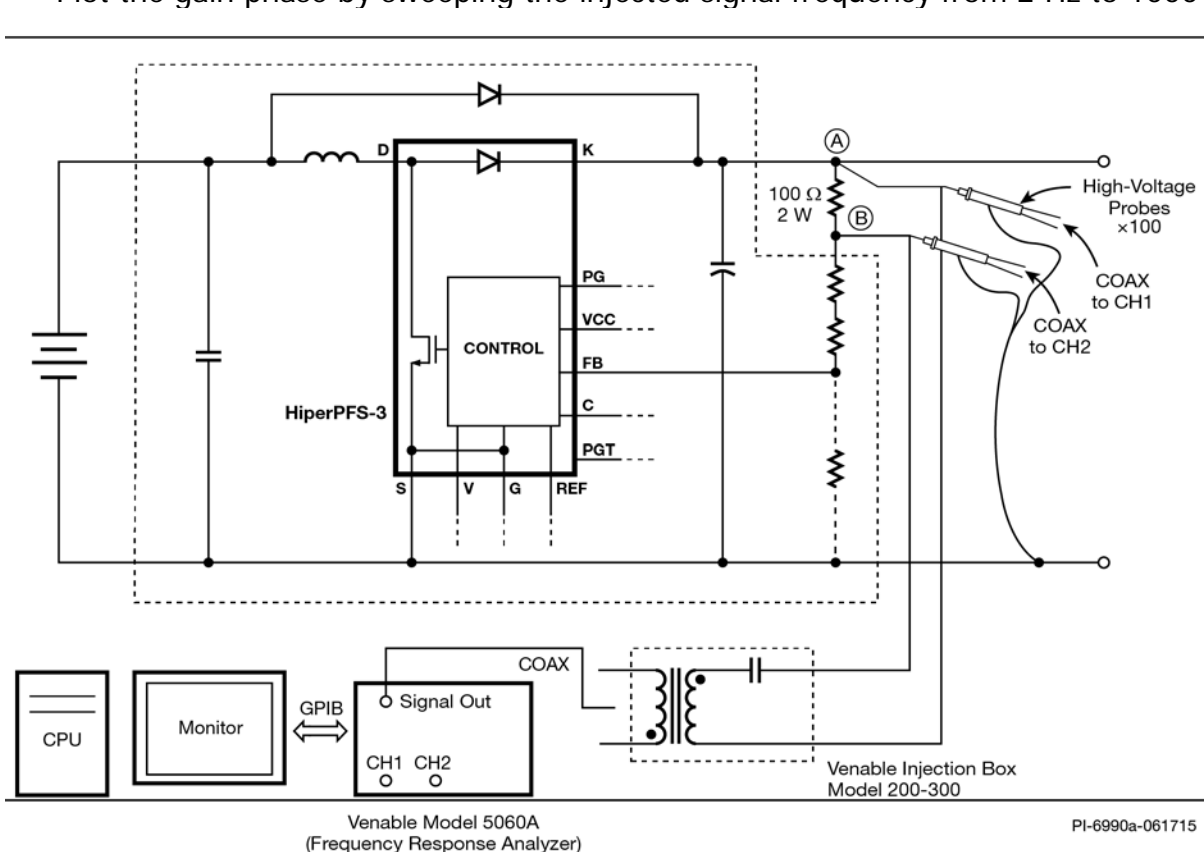 Plot the gain phase by sweeping the injected signal frequency from 2 Hz to 1000
A
D
K
100 Ω
2 W
B
High-Voltage
Probes
×100
COAX
to CH1
COAX
to CH2
PG
VCC
CONTROL
FB
HiperPFS-3
C
PGT
S
V
G
REF
COAX
Signal Out
GPIB
CPU
Monitor
CH1 CH2
Venable Injection Box
Model 200-300
Venable Model 5060A
(Frequency Response Analyzer)
PI-6990a-061715